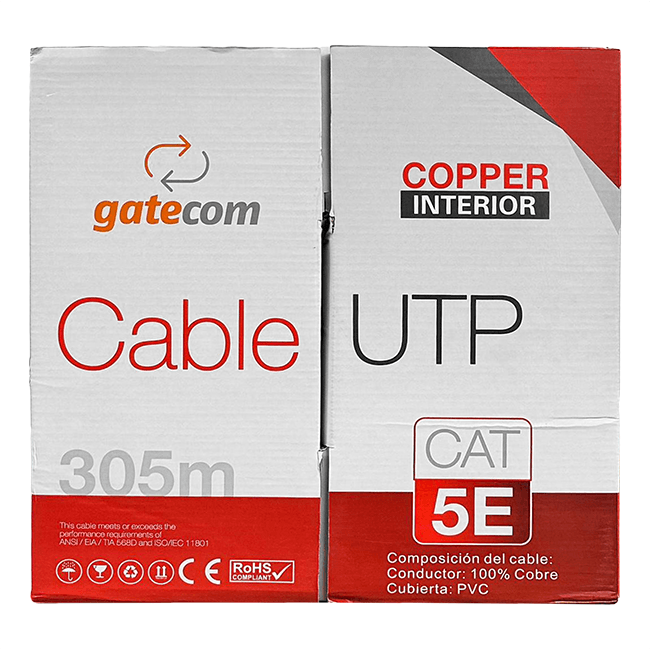 gatecom
COPPER
INTERIOR
Cable UTP
305m
CAT
5E
This cable meets or exceeds the
performance requirements of
ANSI / EIA / TIA 568D and ISO/IEC 11801
CE
RoHS
COMPLIANT
Composición del cable:
Conductor: 100% Cobre
Cubierta: PVC